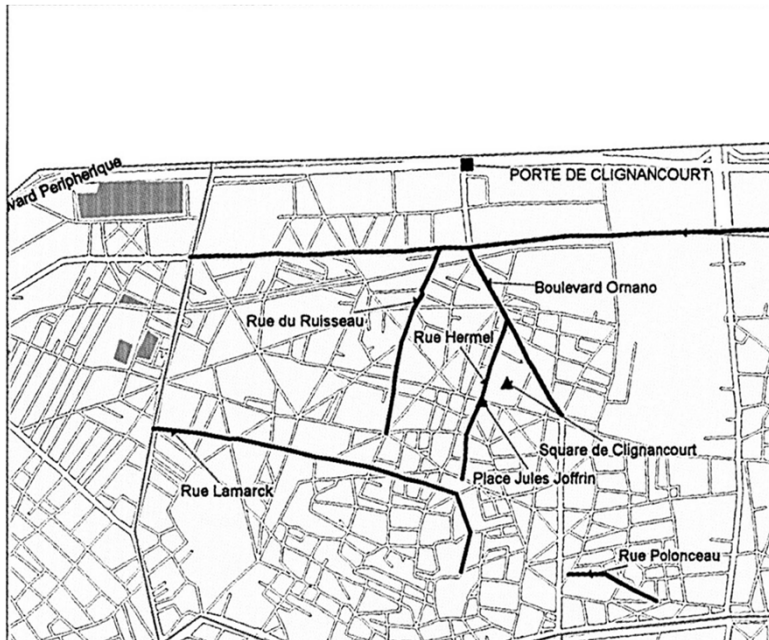 vard Peripherique
PORTE DE CLIGNANCOURT
Boulevard Ornano
Rue du Ruisseau
Rue Hermel
Square de Clignancourt
Place Jules Joffrin
Rue Lamarck
Rue Polonceau